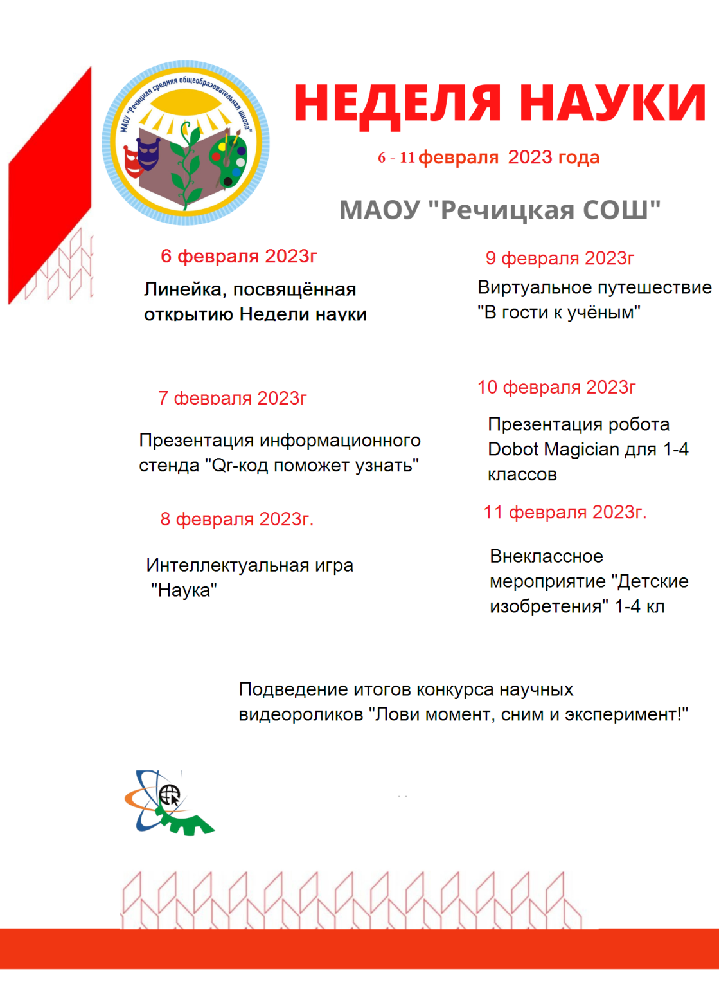 МАОУ "Речицкая средняя общеобразовательная школа"
НЕДЕЛЯ НАУКИ
6 - 11 февраля 2023 года
МАОУ "Речицкая СОШ"
6 февраля 2023г
Линейка, посвящённая
открытию Недели науки
7 февраля 2023г
Презентация информационного
стенда "Qr-код поможет узнать"
8 февраля 2023г.
Интеллектуальная игра
"Наука"
9 февраля 2023г
Виртуальное путешествие
"В гости к учёным"
10 февраля 2023г
Презентация робота
Dobot Magician для 1-4
классов
11 февраля 2023г.
Внеклассное
мероприятие "Детские
изобретения" 1-4 кл
Подведение итогов конкурса научных
видеороликов "Лови момент, сним и эксперимент!"